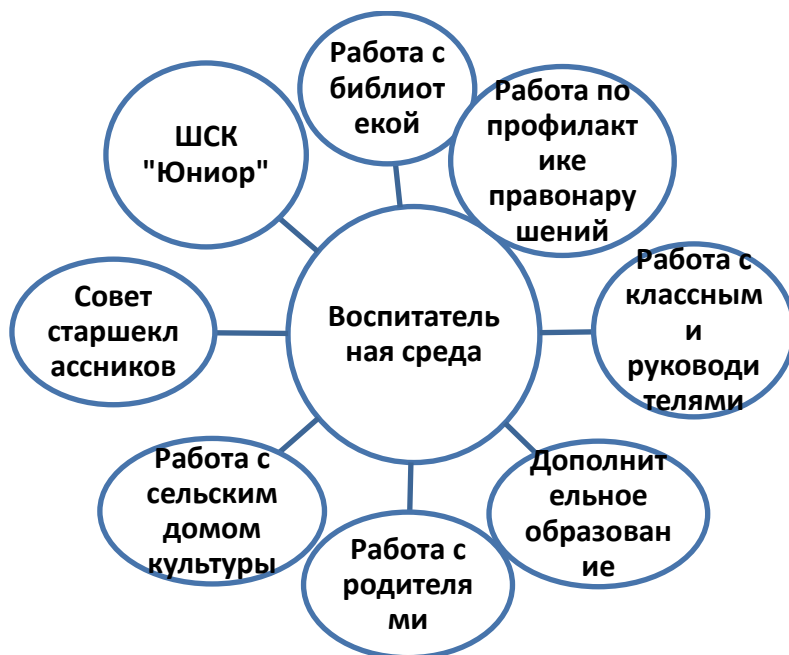 Работа с
библиот
екой
Работа по
профилакт
ике
правонару
шений
ШСК
"Юниор"
Работа с
классным
и
руководи
телями
Совет
старшекл
ассников
Воспитатель
ная среда
Дополнит
ельное
образован
ие
Работа с
сельским
домом
культуры
Работа с
родителя
ми